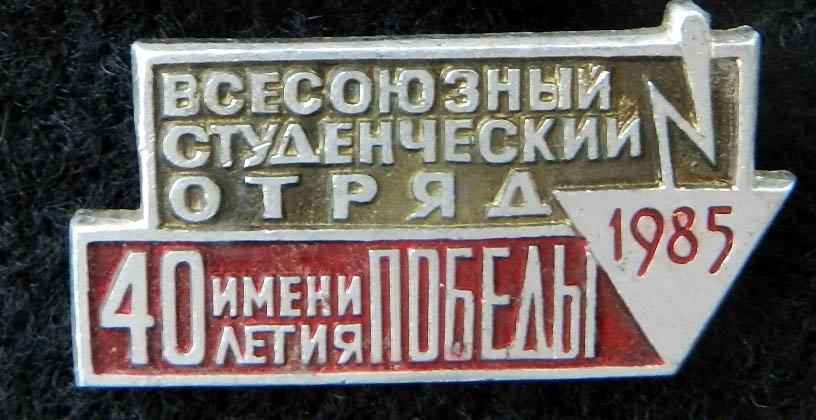 ВСЕСОЮЗНЫЙ
СТУДЕНЧЕСКИЙ
ОТРЯД
1985
40 ИМЕНИ ЛЕТИЯ ПОБЕДЫ